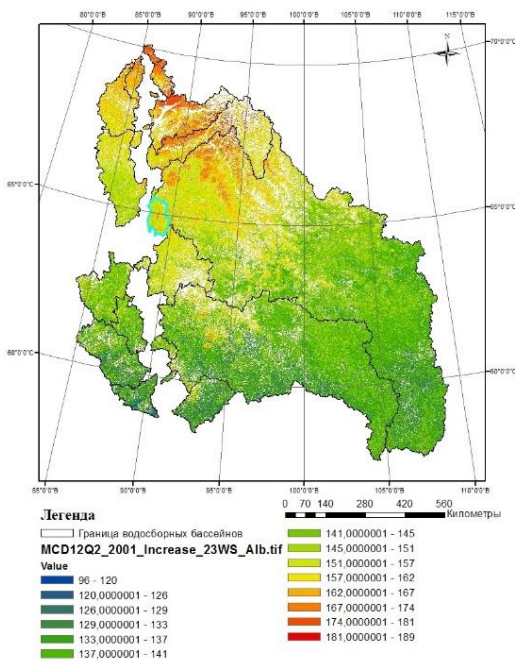 80°0'0"В 85°0'0"В 90°0'0"В 95°0'0"В 100°0'0"В 105°0'0"В 110°0'0"В 115°0'0"В
70°0'0"С
N
65°0'0"С
65°0'0"С
60°0'0"С
60°0'0"С
85°0'0"В 90°0'0"В 95°0'0"В 100°0'0"В 105°0'0"В 110°0'0"В
Легенда
Граница водосборных бассейнов
MCD12Q2_2001_Increase_23WS_Alb.tif
Value
96 - 120
120,0000001 - 126
126,0000001 - 129
129,0000001 - 133
133,0000001 - 137
137,0000001 - 141
0 70 140 280 420 560
Километры
141,0000001 - 145
145,0000001 - 151
151,0000001 - 157
157,0000001 - 162
162,0000001 - 167
167,0000001 - 174
174,0000001 - 181
181,0000001 - 189